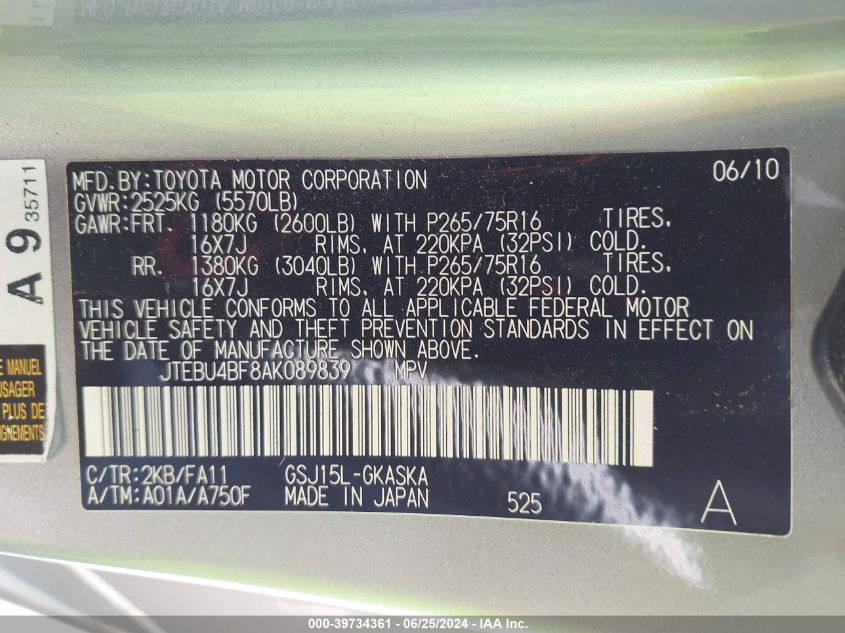 A 9 35711
MFD.BY:TOYOTA MOTOR CORPORATION 06/10
GVWR:2525KG (5570LB)
GAWR:FRT. 1180KG (2600LB) WITH P265/75R16 TIRES,
16X7J RIMS, AT 220KPA (32PSI) COLD.
RR. 1380KG (3040LB) WITH P265/75R16 TIRES,
16X7J RIMS, AT 220KPA (32PSI) COLD.
THIS VEHICLE CONFORMS TO ALL APPLICABLE FEDERAL MOTOR
VEHICLE SAFETY AND THEFT PREVENTION STANDARDS IN EFFECT ON
THE DATE OF MANUFACTURE SHOWN ABOVE.
JTEBU4BF8AK089839 MPV
C/TR:2KB/FA11 GSJ15L-GKASKA
A/TM:A01A/A750F MADE IN JAPAN 525 A
E MANUEL
USAGER
PLUS DE
IGNEMENTS
000-39734361 - 06/25/2024 - IAA Inc.